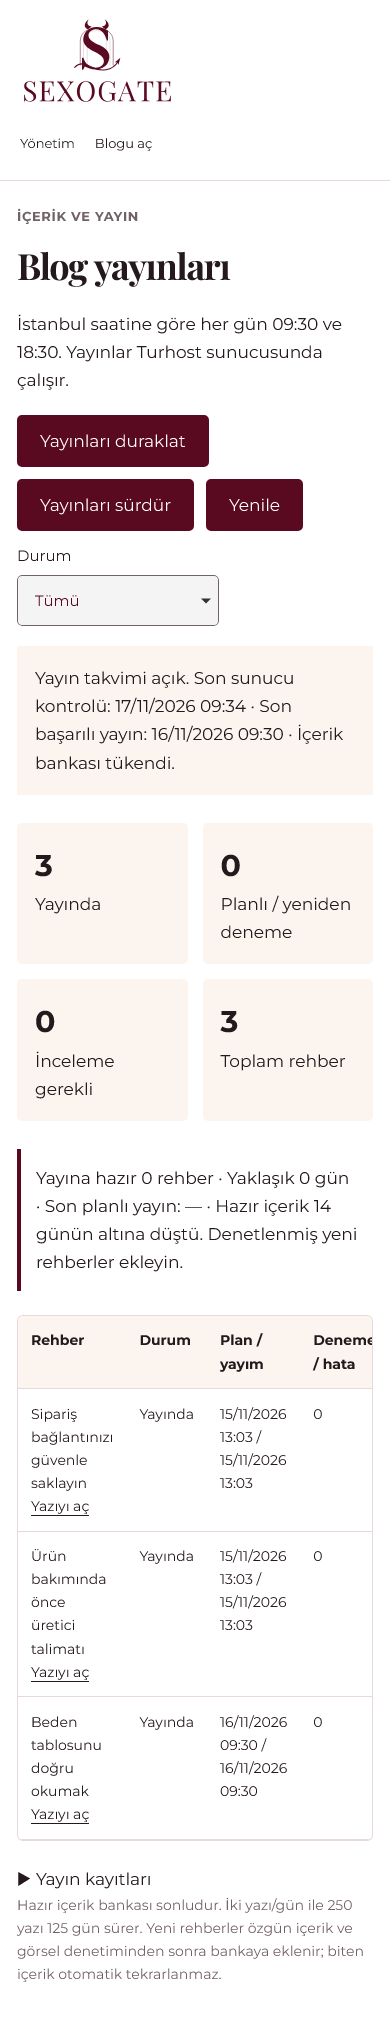 SEXOGATE
Yönetim Blogu aç
İÇERİK VE YAYIN
Blog yayınları
İstanbul saatine göre her gün 09:30 ve
18:30. Yayınlar Turhost sunucusunda
çalışır.
Yayınları duraklat
Yayınları sürdür Yenile
Durum
Tümü
Yayın takvimi açık. Son sunucu
kontrolü: 17/11/2026 09:34 · Son
başarılı yayın: 16/11/2026 09:30 · İçerik
bankası tükendi.
3
Yayında
0
Planlı / yeniden
deneme
0
İnceleme
gerekli
3
Toplam rehber
Yayına hazır 0 rehber · Yaklaşık 0 gün
· Son planlı yayın: — · Hazır içerik 14
günün altına düştü. Denetlenmiş yeni
rehberler ekleyin.
Rehber Durum Plan / yayım Deneme / hata
Sipariş
bağlantınızı
güvenle
saklayın
Yazıyı aç
Yayında
15/11/2026
13:03 /
15/11/2026
13:03
0
Ürün
bakımında
önce
üretici
talimatı
Yazıyı aç
Yayında
15/11/2026
13:03 /
15/11/2026
13:03
0
Beden
tablosunu
doğru
okumak
Yazıyı aç
Yayında
16/11/2026
09:30 /
16/11/2026
09:30
0
▶ Yayın kayıtları
Hazır içerik bankası sonludur. İki yazı/gün ile 250
yazı 125 gün sürer. Yeni rehberler özgün içerik ve
görsel denetiminden sonra bankaya eklenir; biten
içerik otomatik tekrarlanmaz.